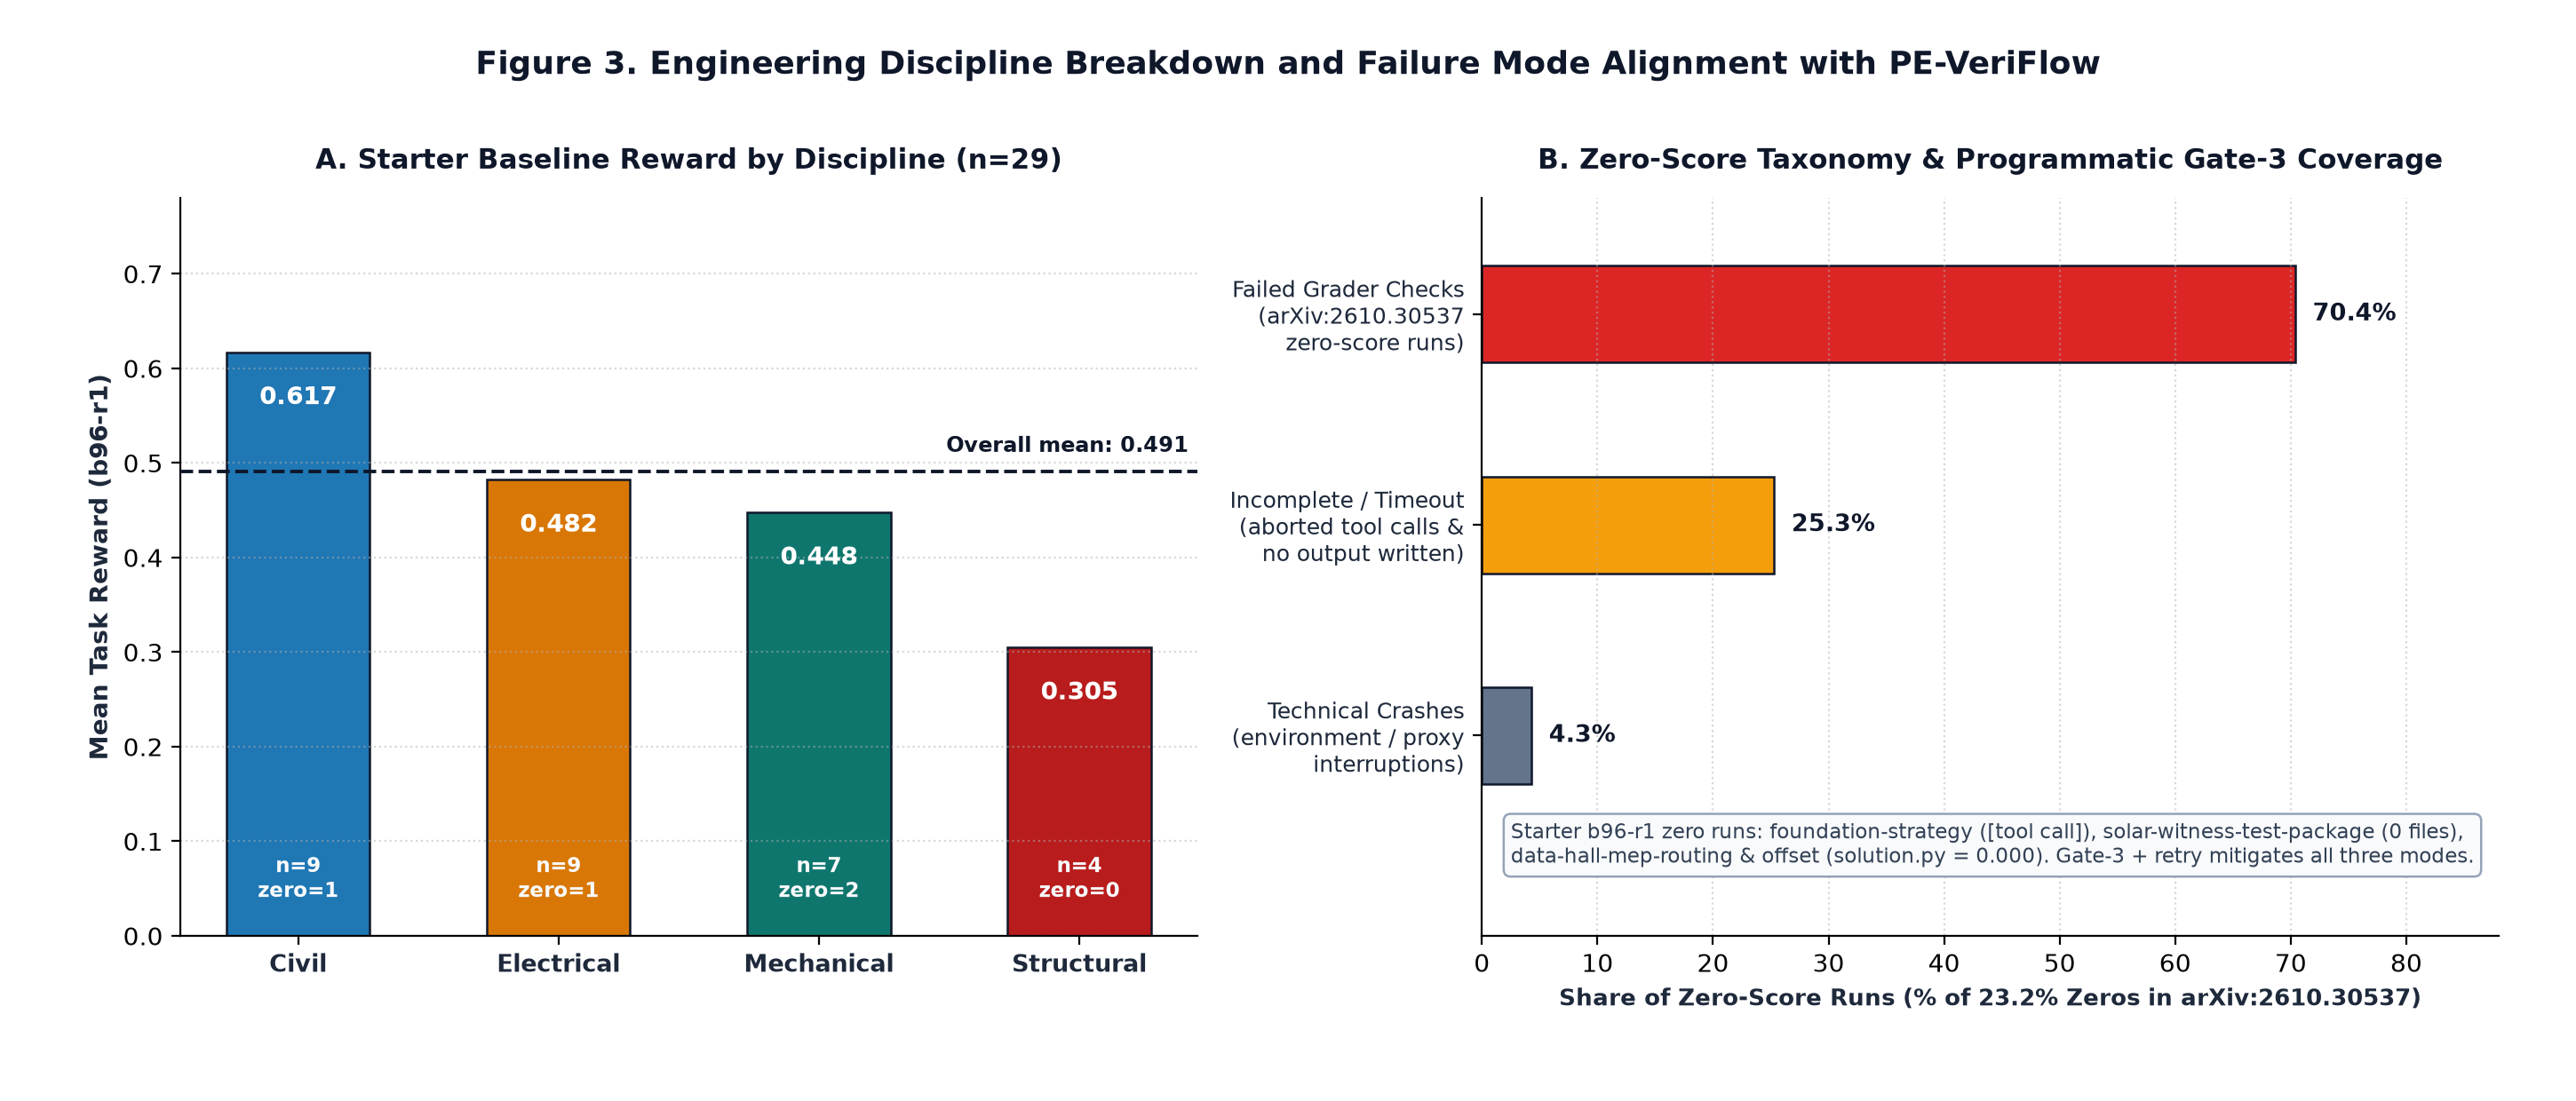 Figure 3. Engineering Discipline Breakdown and Failure Mode Alignment with PE-VeriFlow
A. Starter Baseline Reward by Discipline (n=29)
Mean Task Reward (b96-r1)
0.7
0.6
0.5
0.4
0.3
0.2
0.1
0.0
0.617
0.482
0.448
0.305
Overall mean: 0.491
n=9
zero=1
n=9
zero=1
n=7
zero=2
n=4
zero=0
Civil
Electrical
Mechanical
Structural
B. Zero-Score Taxonomy & Programmatic Gate-3 Coverage
Failed Grader Checks
(arXiv:2610.30537
zero-score runs)
70.4%
Incomplete / Timeout
(aborted tool calls &
no output written)
25.3%
Technical Crashes
(environment / proxy
interruptions)
4.3%
Starter b96-r1 zero runs: foundation-strategy ([tool call]), solar-witness-test-package (0 files),
data-hall-mep-routing & offset (solution.py = 0.000). Gate-3 + retry mitigates all three modes.
0
10
20
30
40
50
60
70
80
Share of Zero-Score Runs (% of 23.2% Zeros in arXiv:2610.30537)